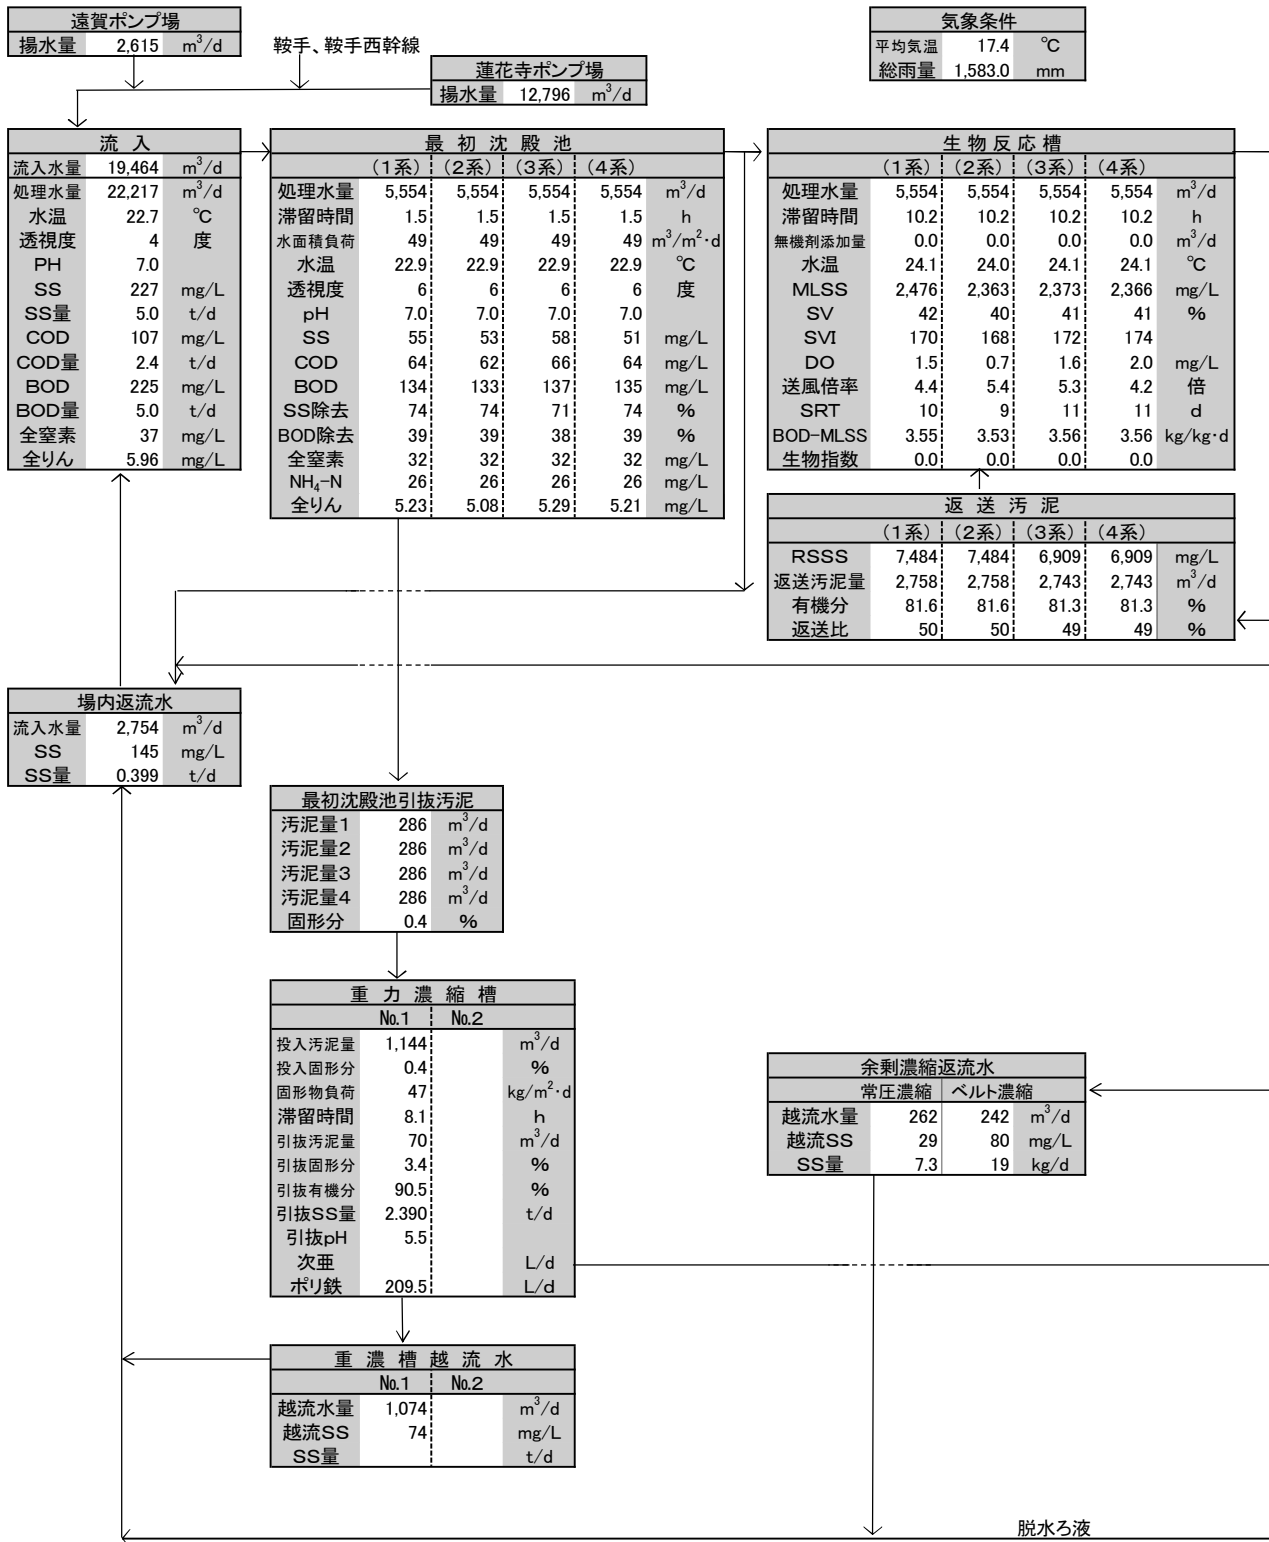 遠賀ポンプ場
揚水量 2,615 m³/d
鞍手、鞍手西幹線
蓮花寺ポンプ場
揚水量 12,796 m³/d
気象条件
平均気温 17.4 ℃
総雨量 1,583.0 mm
流 入
流入水量 19,464 m³/d
処理水量 22,217 m³/d
水温 22.7 ℃
透視度 4 度
PH 7.0
SS 227 mg/L
SS量 5.0 t/d
COD 107 mg/L
COD量 2.4 t/d
BOD 225 mg/L
BOD量 5.0 t/d
全窒素 37 mg/L
全りん 5.96 mg/L
最 初 沈 殿 池
(1系) (2系) (3系) (4系)
処理水量 5,554 5,554 5,554 5,554 m³/d
滞留時間 1.5 1.5 1.5 1.5 h
水面積負荷 49 49 49 49 m³/m²·d
水温 22.9 22.9 22.9 22.9 ℃
透視度 6 6 6 6 度
pH 7.0 7.0 7.0 7.0
SS 55 53 58 51 mg/L
COD 64 62 66 64 mg/L
BOD 134 133 137 135 mg/L
SS除去 74 74 71 74 %
BOD除去 39 39 38 39 %
全窒素 32 32 32 32 mg/L
NH₄-N 26 26 26 26 mg/L
全りん 5.23 5.08 5.29 5.21 mg/L
生 物 反 応 槽
(1系) (2系) (3系) (4系)
処理水量 5,554 5,554 5,554 5,554 m³/d
滞留時間 10.2 10.2 10.2 10.2 h
無機剤添加量 0.0 0.0 0.0 0.0 m³/d
水温 24.1 24.0 24.1 24.1 ℃
MLSS 2,476 2,363 2,373 2,366 mg/L
SV 42 40 41 41 %
SVI 170 168 172 174
DO 1.5 0.7 1.6 2.0 mg/L
送風倍率 4.4 5.4 5.3 4.2 倍
SRT 10 9 11 11 d
BOD-MLSS 3.55 3.53 3.56 3.56 kg/kg·d
生物指数 0.0 0.0 0.0 0.0
返 送 汚 泥
(1系) (2系) (3系) (4系)
RSSS 7,484 7,484 6,909 6,909 mg/L
返送汚泥量 2,758 2,758 2,743 2,743 m³/d
有機分 81.6 81.6 81.3 81.3 %
返送比 50 50 49 49 %
場内返流水
流入水量 2,754 m³/d
SS 145 mg/L
SS量 0.399 t/d
最初沈殿池引抜汚泥
汚泥量1 286 m³/d
汚泥量2 286 m³/d
汚泥量3 286 m³/d
汚泥量4 286 m³/d
固形分 0.4 %
重 力 濃 縮 槽
№.1 №.2
投入汚泥量 1,144 m³/d
投入固形分 0.4 %
固形物負荷 47 kg/m²·d
滞留時間 8.1 h
引抜汚泥量 70 m³/d
引抜固形分 3.4 %
引抜有機分 90.5 %
引抜SS量 2.390 t/d
引抜pH 5.5
次亜 L/d
ポリ鉄 209.5 L/d
余剰濃縮返流水
常圧濃縮 ベルト濃縮
越流水量 262 242 m³/d
越流SS 29 80 mg/L
SS量 7.3 19 kg/d
重 濃 槽 越 流 水
№.1 №.2
越流水量 1,074 m³/d
越流SS 74 mg/L
SS量 t/d
脱水ろ液